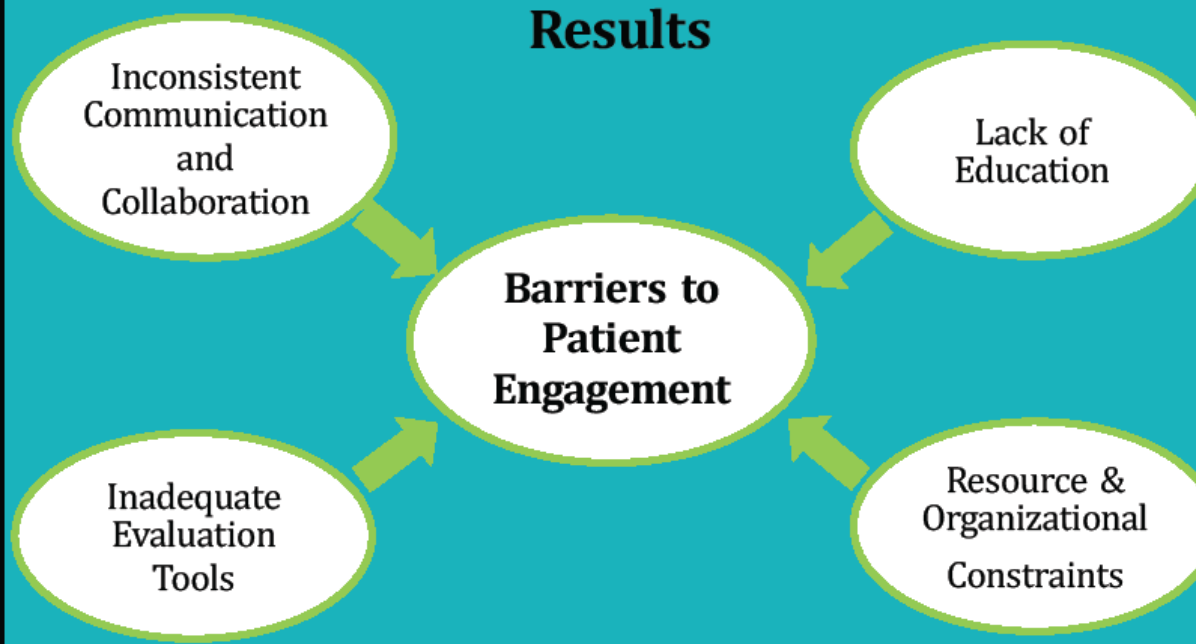 Results
Inconsistent
Communication
and
Collaboration
Lack of
Education
Barriers to
Patient
Engagement
Inadequate
Evaluation
Tools
Resource &
Organizational
Constraints